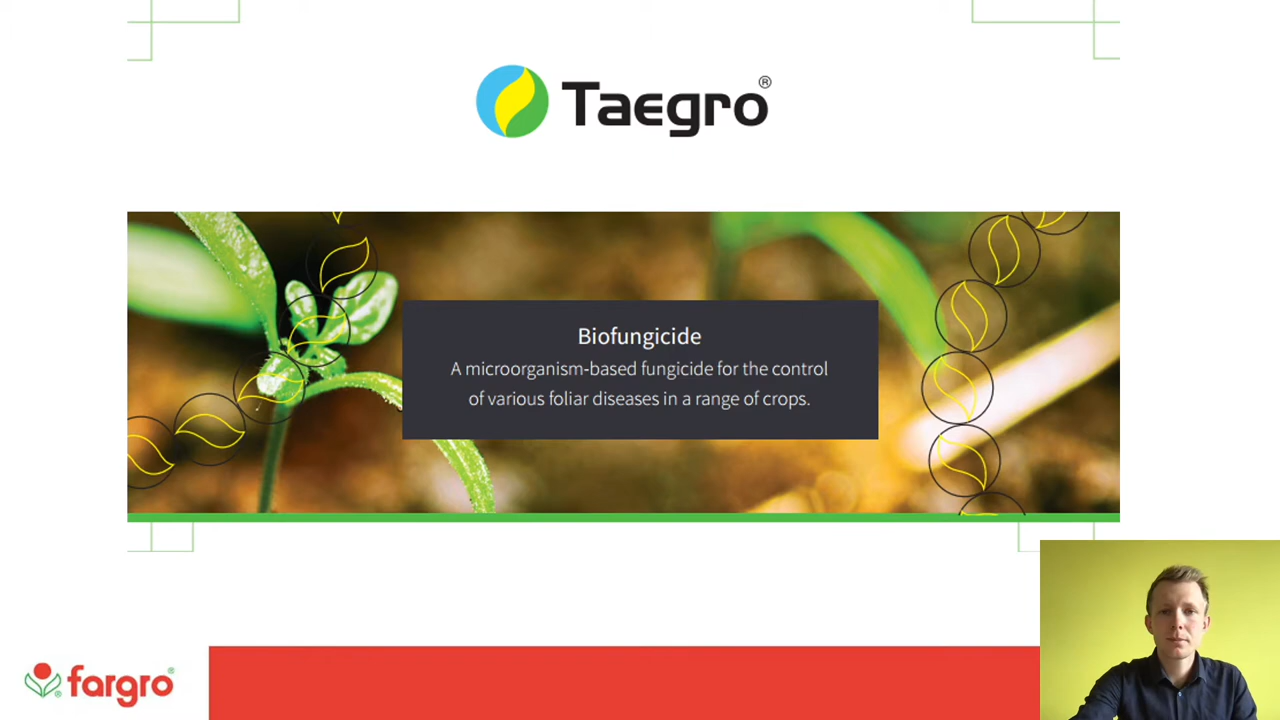 Taegro®
Biofungicide
A microorganism-based fungicide for the control
of various foliar diseases in a range of crops.
fargro®